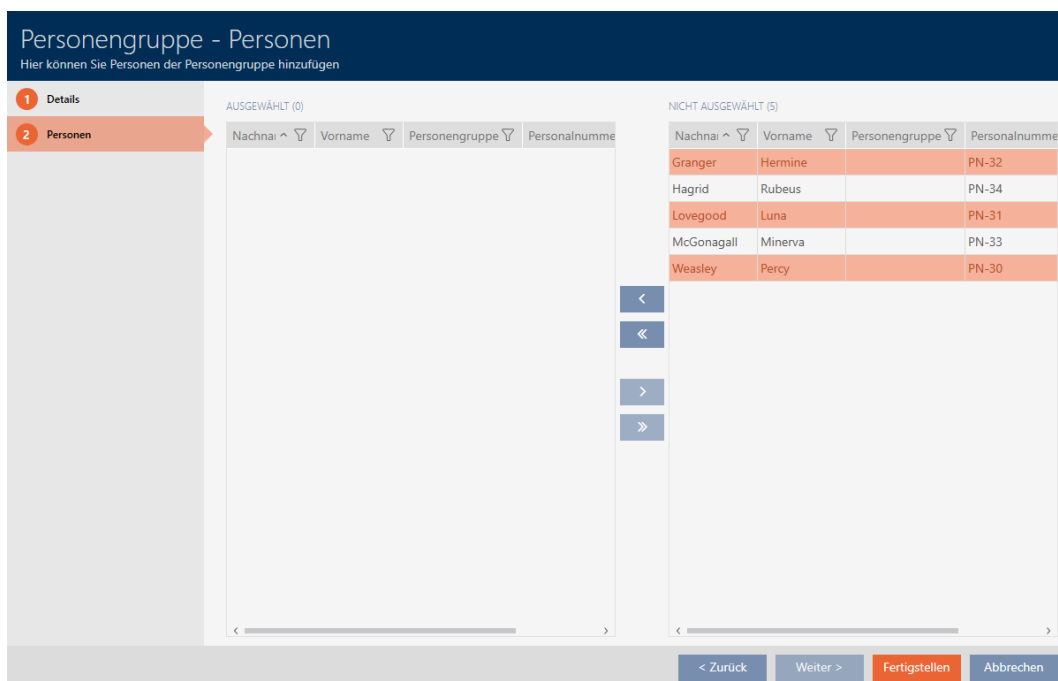 Personengruppe - Personen
Hier können Sie Personen der Personengruppe hinzufügen
1 Details
2 Personen
AUSGEWÄHLT (0)
Nachnai Vorname Personengruppe Personalnumme
NICHT AUSGEWÄHLT (5)
Nachnai Vorname Personengruppe Personalnumme
Granger Hermine PN-32
Hagrid Rubeus PN-34
Lovegood Luna PN-31
McGonagall Minerva PN-33
Weasley Percy PN-30
< Zurück Weiter > Fertigstellen Abbrechen